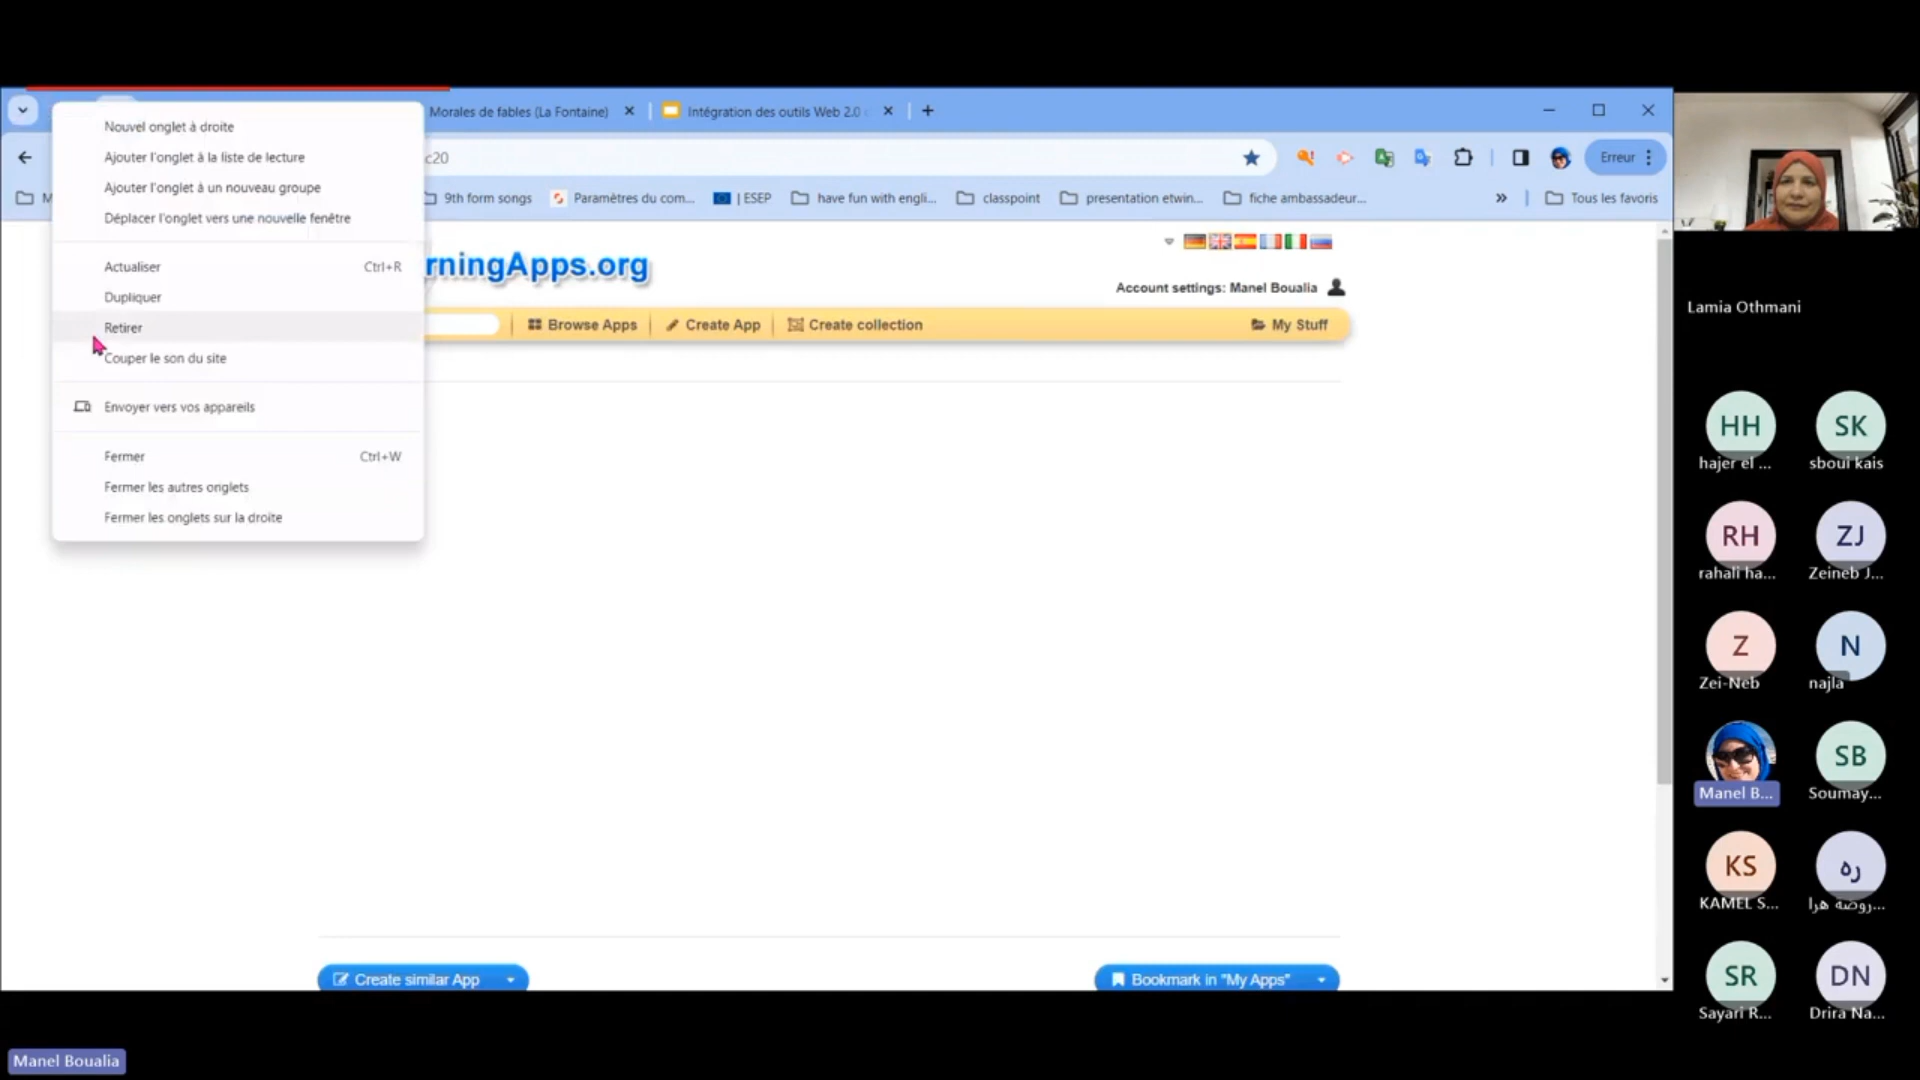 Morales de fables (La Fontaine)
Intégration des outils Web 2.0
c20
Erreur
M
9th form songs
Paramètres du com...
| ESEP
have fun with engli...
classpoint
presentation etwin...
fiche ambassadeur...
»
Tous les favoris
Nouvel onglet à droite
Ajouter l'onglet à la liste de lecture
Ajouter l'onglet à un nouveau groupe
Déplacer l'onglet vers une nouvelle fenêtre
Actualiser Ctrl+R
Dupliquer
Retirer
Couper le son du site
Envoyer vers vos appareils
Fermer Ctrl+W
Fermer les autres onglets
Fermer les onglets sur la droite
rningApps.org
Account settings: Manel Boualia
Browse Apps
Create App
Create collection
My Stuff
Create similar App
Bookmark in "My Apps"
Lamia Othmani
HH
hajer el ...
SK
sboui kais
RH
rahali ha...
ZJ
Zeineb J...
Z
Zei-Neb
N
najla
Manel B...
SB
Soumay...
KS
KAMEL S...
ره
روضه هرا...
SR
Sayari R...
DN
Drira Na...
Manel Boualia